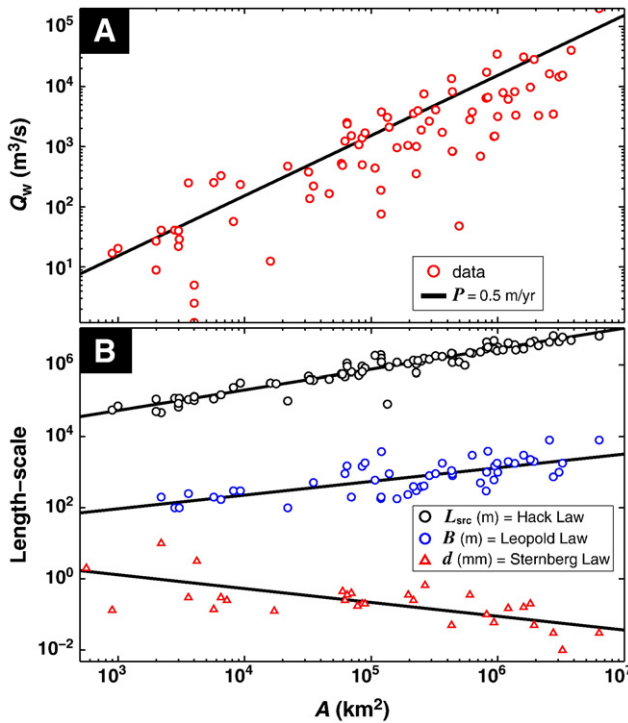 A
10^5
10^4
10^3
10^2
10^1
Q_w (m^3/s)
data
P = 0.5 m/yr
B
10^6
10^4
10^2
10^0
10^-2
Length–scale
L_src (m) = Hack Law
B (m) = Leopold Law
d (mm) = Sternberg Law
10^3
10^4
10^5
10^6
10^7
A (km^2)